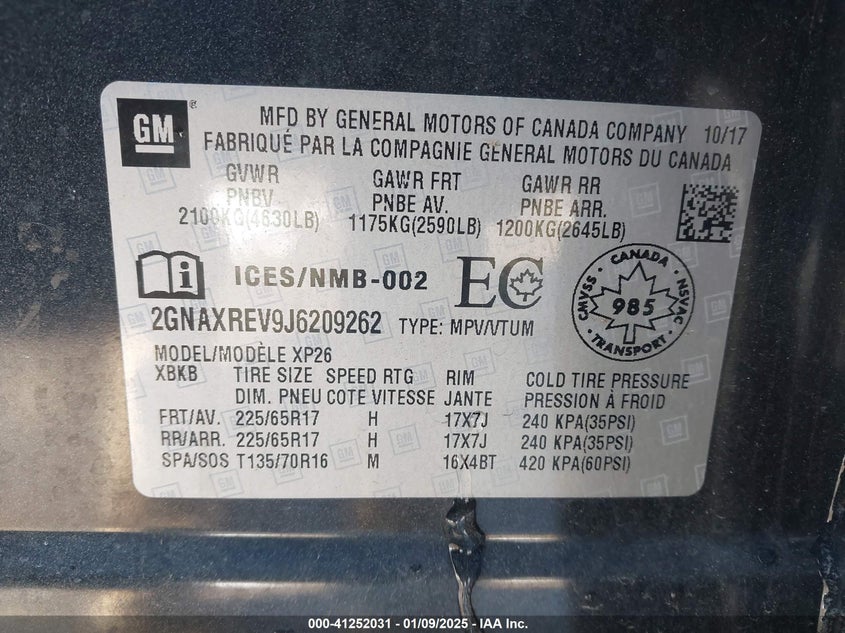 GM
MFD BY GENERAL MOTORS OF CANADA COMPANY 10/17
FABRIQUÉ PAR LA COMPAGNIE GENERAL MOTORS DU CANADA
GVWR GAWR FRT GAWR RR
PNBV PNBE AV. PNBE ARR.
2100KG(4630LB) 1175KG(2590LB) 1200KG(2645LB)
ICES/NMB-002 EC
CANADA
CMVSS 985 NSVAC
TRANSPORT
2GNAXREV9J6209262 TYPE: MPV/VTUM
MODEL/MODÈLE XP26
XBKB TIRE SIZE SPEED RTG RIM COLD TIRE PRESSURE
DIM. PNEU COTE VITESSE JANTE PRESSION À FROID
FRT/AV. 225/65R17 H 17X7J 240 KPA(35PSI)
RR/ARR. 225/65R17 H 17X7J 240 KPA(35PSI)
SPA/SOS T135/70R16 M 16X4BT 420 KPA(60PSI)
000-41252031 - 01/09/2025 - IAA Inc.